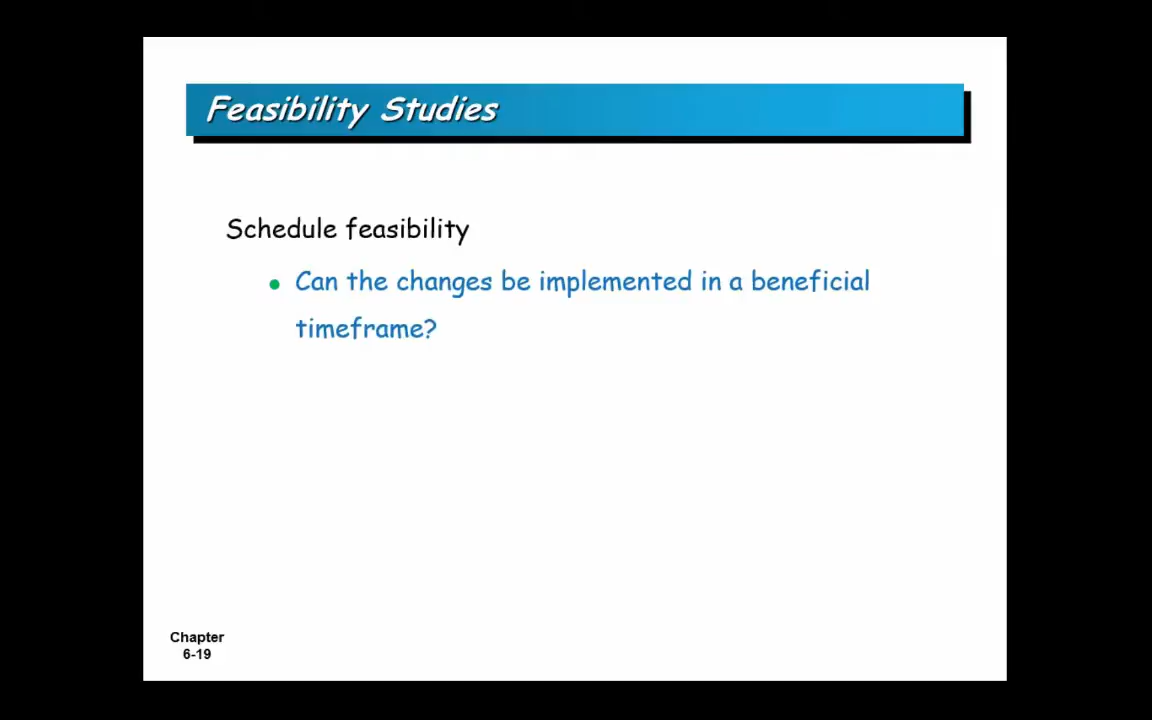 Feasibility Studies
Schedule feasibility
Can the changes be implemented in a beneficial
timeframe?
Chapter
6-19